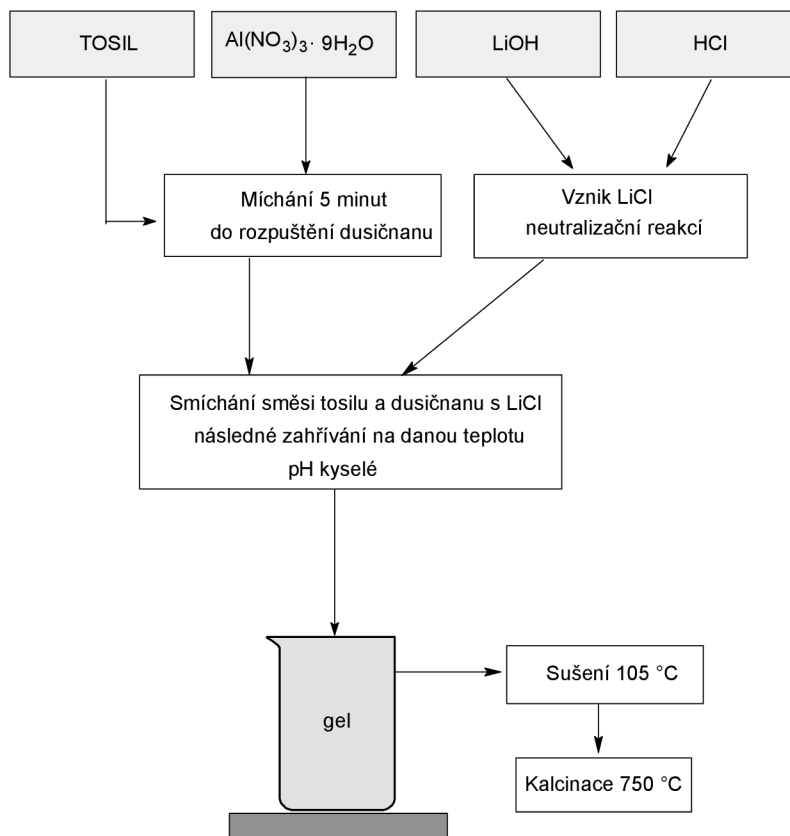 TOSIL
Al(NO3)3· 9H2O
LiOH
HCl
Míchání 5 minut
do rozpuštění dusičnanu
Vznik LiCl
neutralizační reakcí
Smíchání směsi tosilu a dusičnanu s LiCl
následné zahřívání na danou teplotu
pH kyselé
gel
Sušení 105 °C
Kalcinace 750 °C